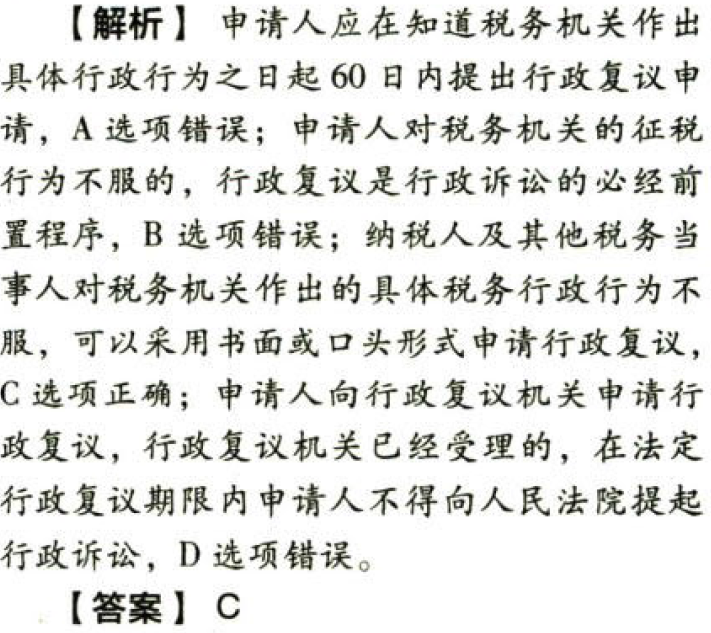 【解析】 申请人应在知道税务机关作出
具体行政行为之日起 60 日内提出行政复议申
请，A 选项错误；申请人对税务机关的征税
行为不服的，行政复议是行政诉讼的必经前
置程序，B 选项错误；纳税人及其他税务当
事人对税务机关作出的具体税务行政行为不
服，可以采用书面或口头形式申请行政复议，
C 选项正确；申请人向行政复议机关申请行
政复议，行政复议机关已经受理的，在法定
行政复议期限内申请人不得向人民法院提起
行政诉讼，D 选项错误。
【答案】 C